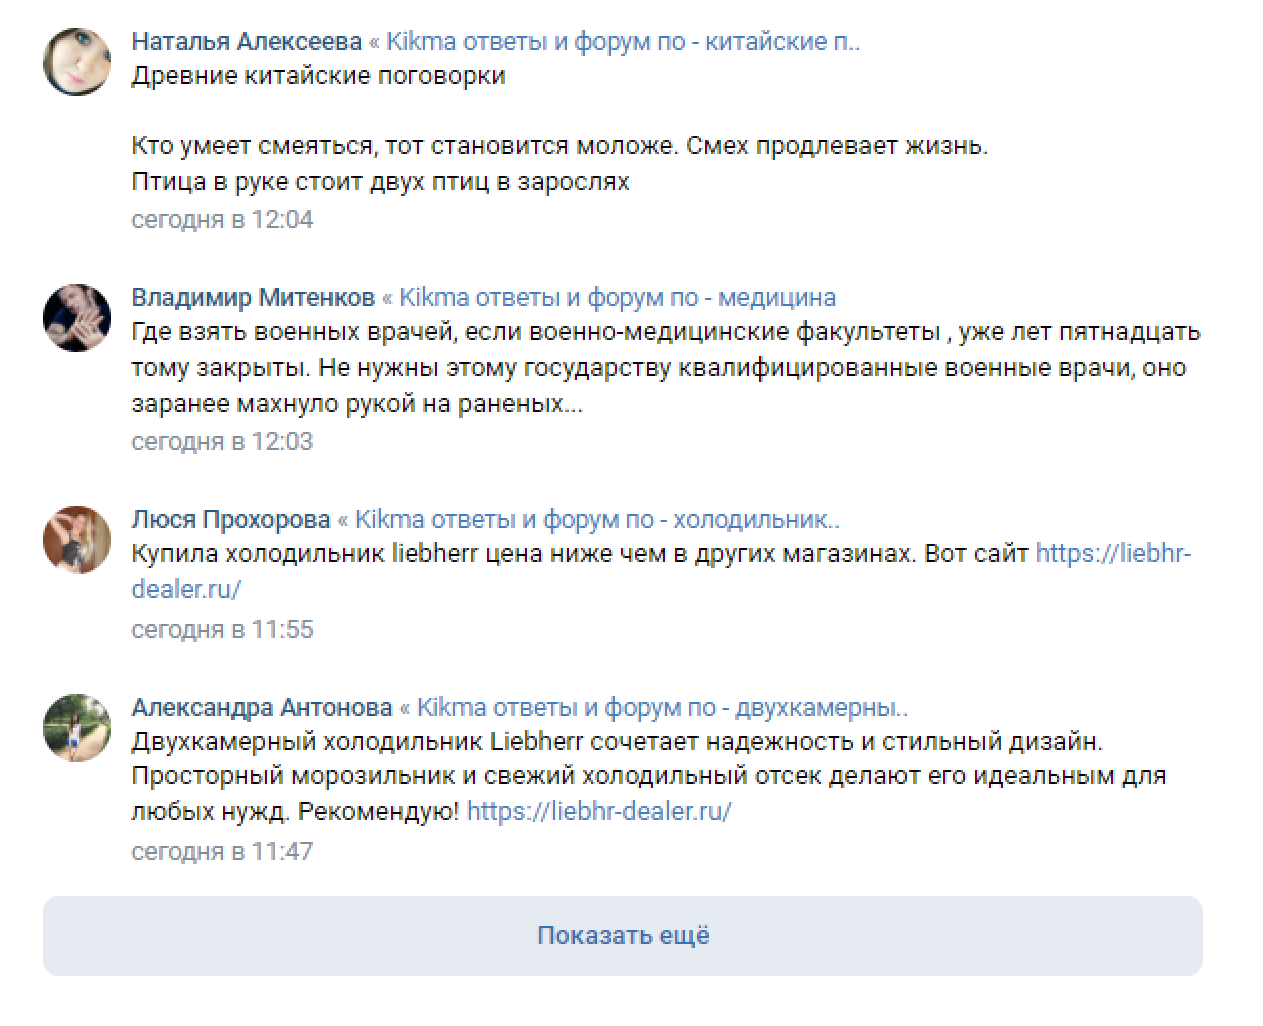 Наталья Алексеева « Kikma ответы и форум по - китайские п..
Древние китайские поговорки
Кто умеет смеяться, тот становится моложе. Смех продлевает жизнь.
Птица в руке стоит двух птиц в зарослях
сегодня в 12:04
Владимир Митенков « Kikma ответы и форум по - медицина
Где взять военных врачей, если военно-медицинские факультеты , уже лет пятнадцать
тому закрыты. Не нужны этому государству квалифицированные военные врачи, оно
заранее махнуло рукой на раненых...
сегодня в 12:03
Люся Прохорова « Kikma ответы и форум по - холодильник..
Купила холодильник liebherr цена ниже чем в других магазинах. Вот сайт https://liebhr-
dealer.ru/
сегодня в 11:55
Александра Антонова « Kikma ответы и форум по - двухкамерны..
Двухкамерный холодильник Liebherr сочетает надежность и стильный дизайн.
Просторный морозильник и свежий холодильный отсек делают его идеальным для
любых нужд. Рекомендую! https://liebhr-dealer.ru/
сегодня в 11:47
Показать ещё